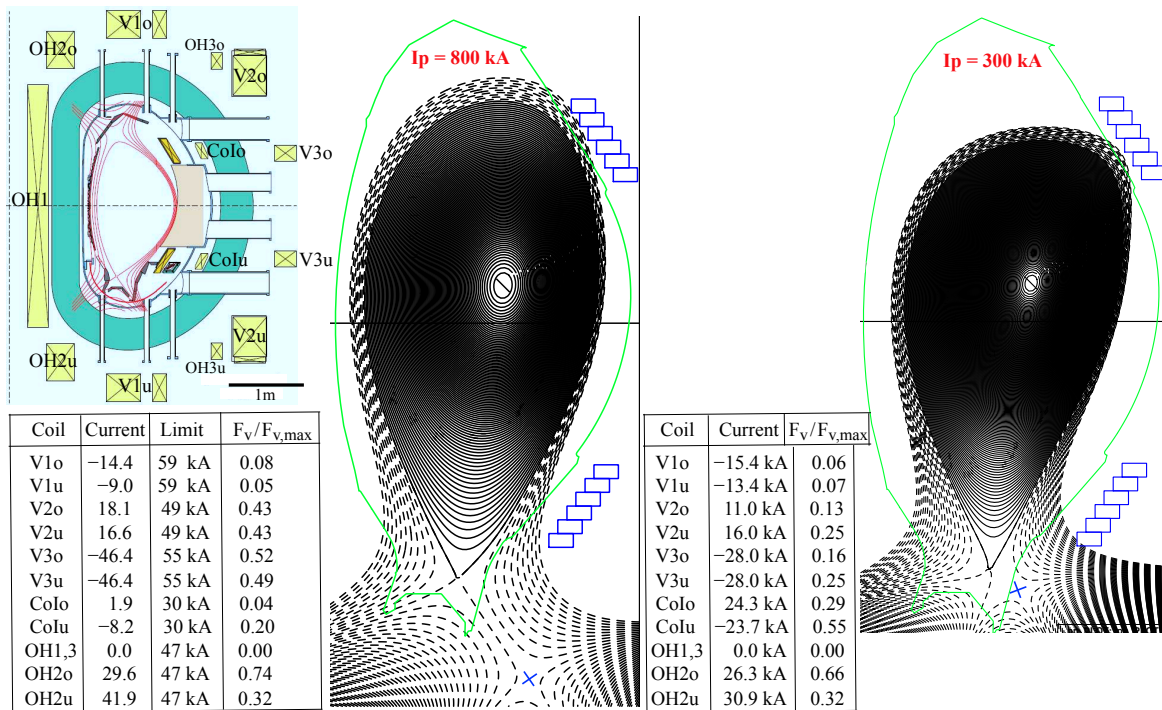 V1o
OH2o
OH3o
V2o
CoIo
V3o
OH1
CoIu
V3u
OH2u
V2u
OH3u
V1u
1m
Ip = 800 kA
Ip = 300 kA
Coil Current Limit Fv/Fv,max
V1o −14.4 59 kA 0.08
V1u −9.0 59 kA 0.05
V2o 18.1 49 kA 0.43
V2u 16.6 49 kA 0.43
V3o −46.4 55 kA 0.52
V3u −46.4 55 kA 0.49
CoIo 1.9 30 kA 0.04
CoIu −8.2 30 kA 0.20
OH1,3 0.0 47 kA 0.00
OH2o 29.6 47 kA 0.74
OH2u 41.9 47 kA 0.32
Coil Current Fv/Fv,max
V1o −15.4 kA 0.06
V1u −13.4 kA 0.07
V2o 11.0 kA 0.13
V2u 16.0 kA 0.25
V3o −28.0 kA 0.16
V3u −28.0 kA 0.25
CoIo 24.3 kA 0.29
CoIu −23.7 kA 0.55
OH1,3 0.0 kA 0.00
OH2o 26.3 kA 0.66
OH2u 30.9 kA 0.32